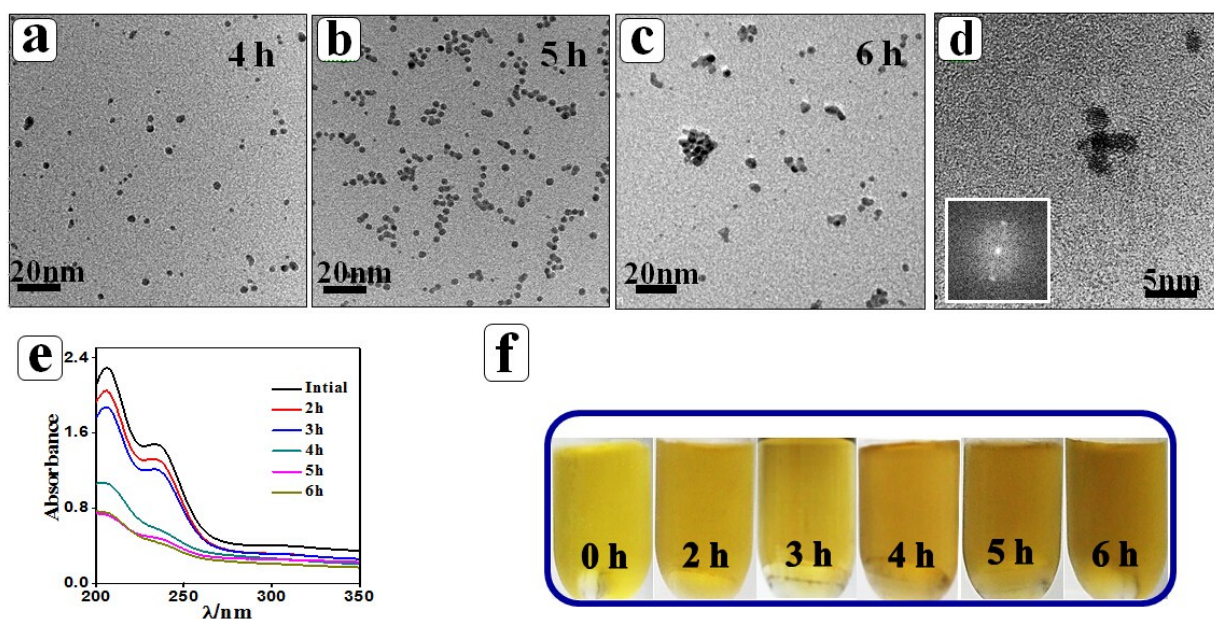 a
4 h
20nm
b
5 h
20nm
c
6 h
20nm
d
5nm
e
2.4
1.6
0.8
0.0
Absorbance
Intial
2h
3h
4h
5h
6h
200 250 300 350
λ/nm
f
0 h 2 h 3 h 4 h 5 h 6 h